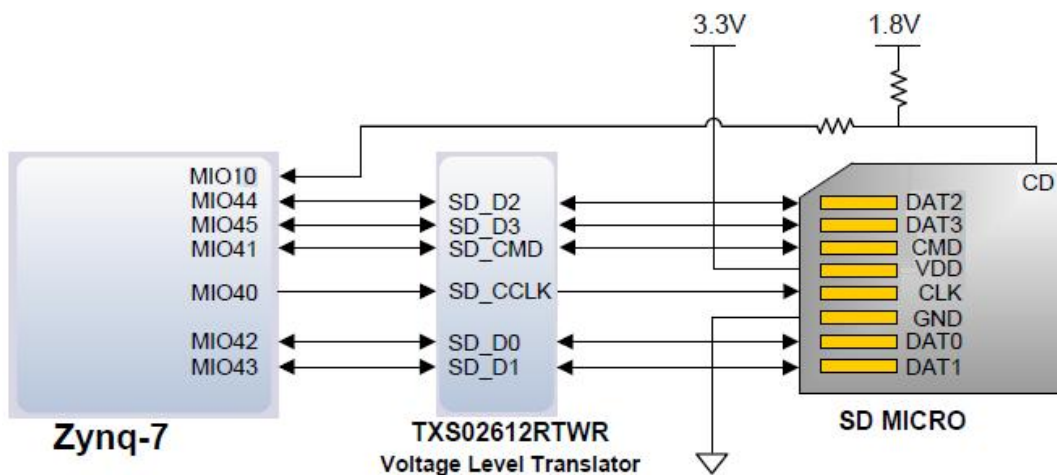 3.3V
1.8V
MIO10
MIO44
MIO45
MIO41
MIO40
MIO42
MIO43
Zynq-7
SD_D2
SD_D3
SD_CMD
SD_CCLK
SD_D0
SD_D1
TXS02612RTWR
Voltage Level Translator
CD
DAT2
DAT3
CMD
VDD
CLK
GND
DAT0
DAT1
SD MICRO